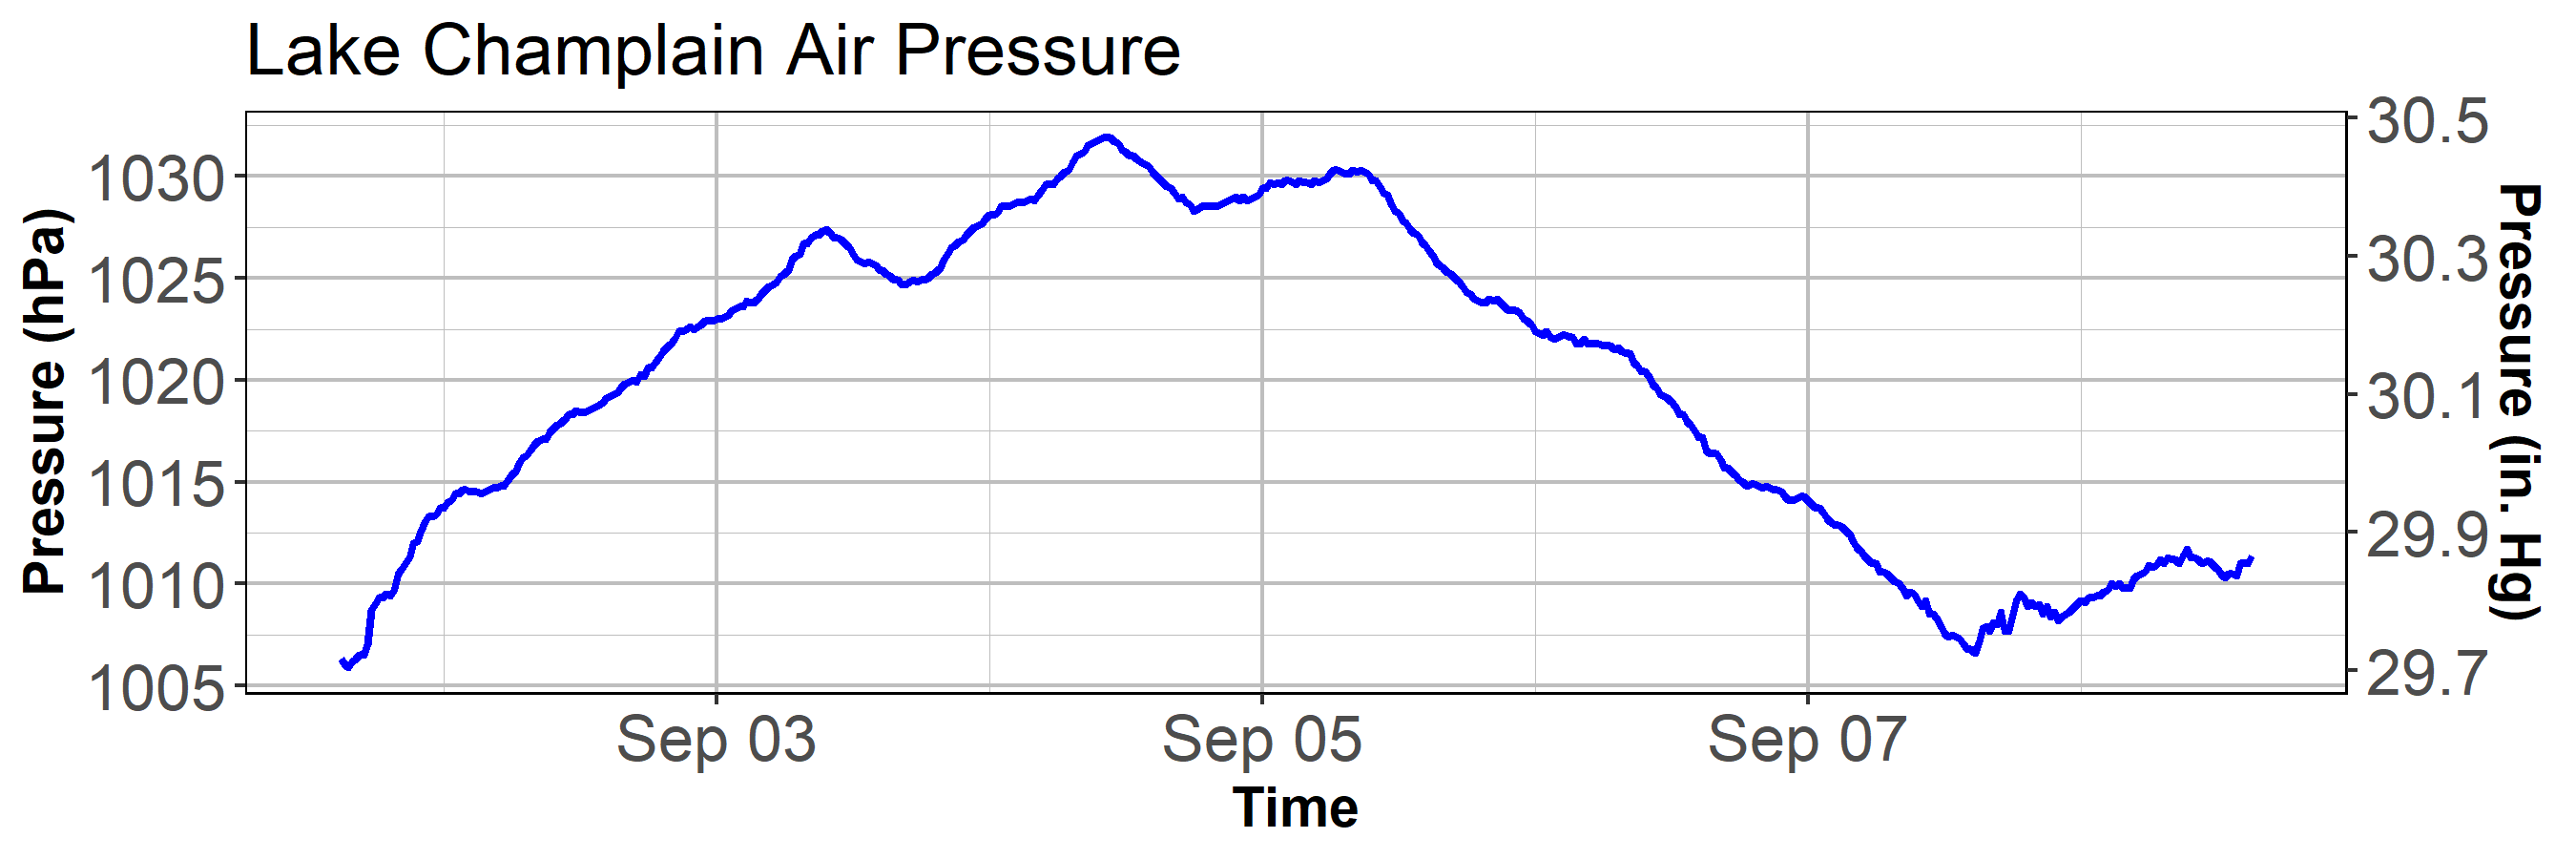 Lake Champlain Air Pressure
Pressure (hPa)
1030
1025
1020
1015
1010
1005
30.5
30.3
30.1
29.9
29.7
Pressure (in. Hg)
Sep 03
Sep 05
Sep 07
Time